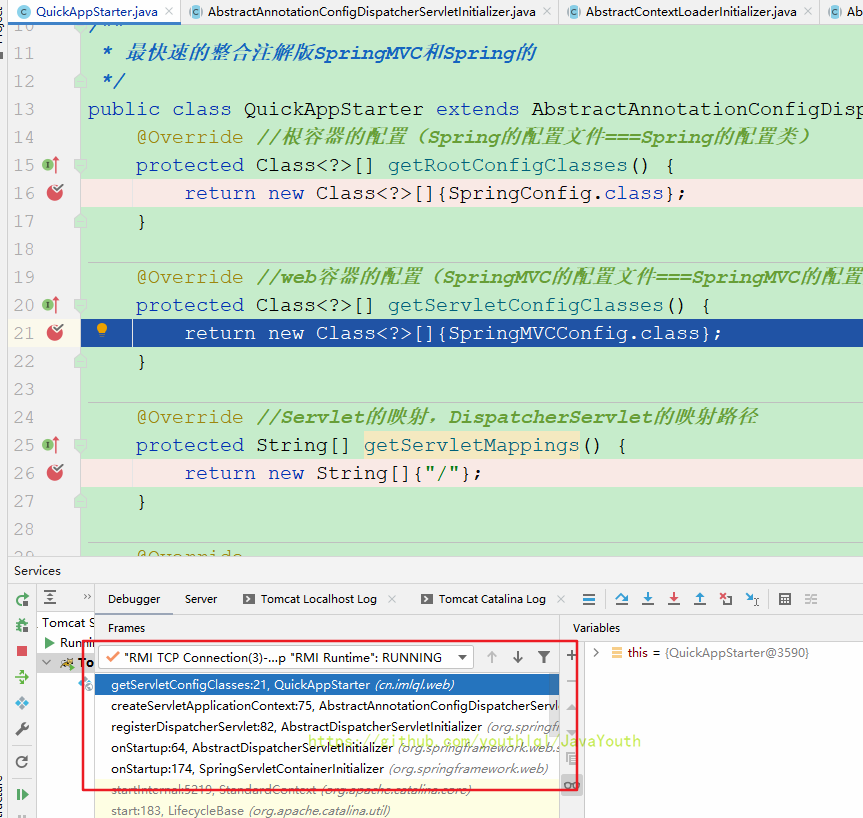 QuickAppStarter.java AbstractAnnotationConfigDispatcherServletInitializer.java AbstractContextLoaderInitializer.java Ab
10 /**
11 * 最快速的整合注解版SpringMVC和Spring的
12 */
13 public class QuickAppStarter extends AbstractAnnotationConfigDisp
14 @Override //根容器的配置（Spring的配置文件===Spring的配置类）
15 protected Class<?>[] getRootConfigClasses() {
16 return new Class<?>[]{SpringConfig.class};
17 }
18
19 @Override //web容器的配置（SpringMVC的配置文件===SpringMVC的配置
20 protected Class<?>[] getServletConfigClasses() {
21 return new Class<?>[]{SpringMVCConfig.class};
22 }
23
24 @Override //Servlet的映射，DispatcherServlet的映射路径
25 protected String[] getServletMappings() {
26 return new String[]{"/"};
27 }
28
29 @Override
Services
Debugger Server Tomcat Localhost Log Tomcat Catalina Log
Tomcat S
Frames Variables
Runni
"RMI TCP Connection(3)-...p "RMI Runtime": RUNNING
this = {QuickAppStarter@3590}
To
getServletConfigClasses:21, QuickAppStarter (cn.imlql.web)
createServletApplicationContext:75, AbstractAnnotationConfigDispatcherServl
registerDispatcherServlet:82, AbstractDispatcherServletInitializer (org.springf
https://github.com/youthlql/JavaYouth
onStartup:64, AbstractDispatcherServletInitializer (org.springframework.web.s
onStartup:174, SpringServletContainerInitializer (org.springframework.web)
startInternal:5219, StandardContext (org.apache.catalina.core)
start:183, LifecycleBase (org.apache.catalina.util)